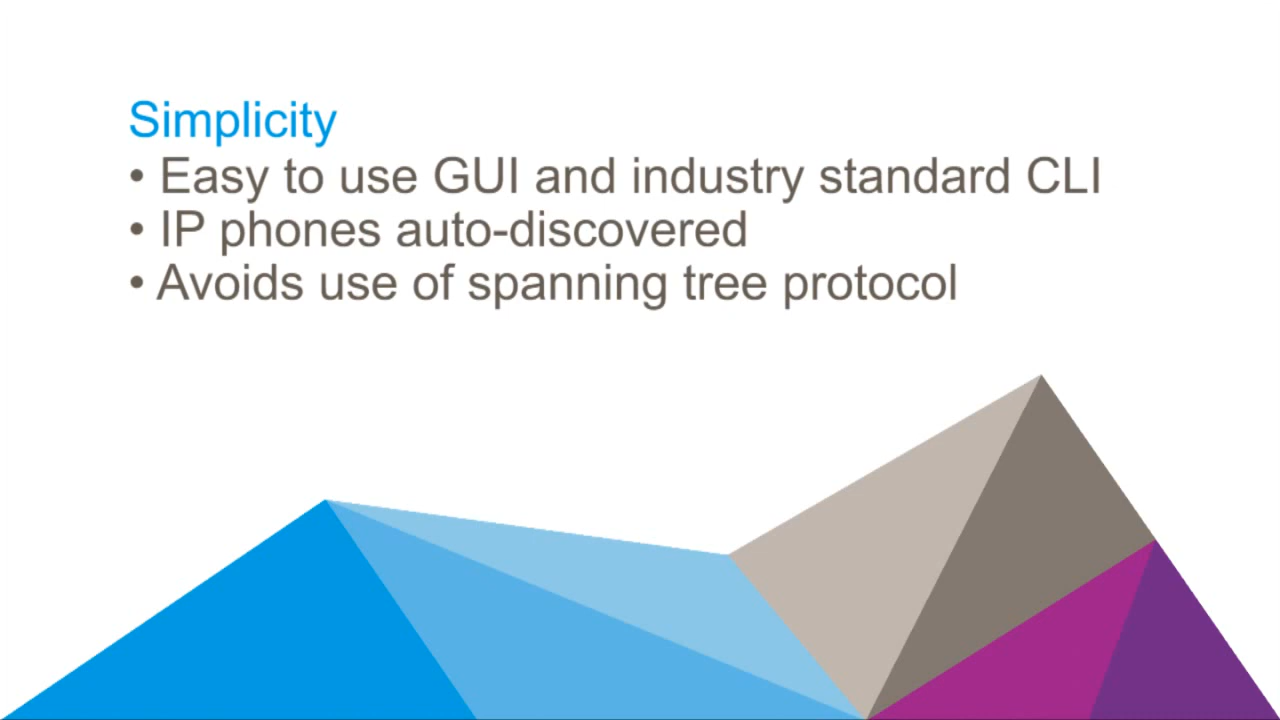 Simplicity
• Easy to use GUI and industry standard CLI
• IP phones auto-discovered
• Avoids use of spanning tree protocol